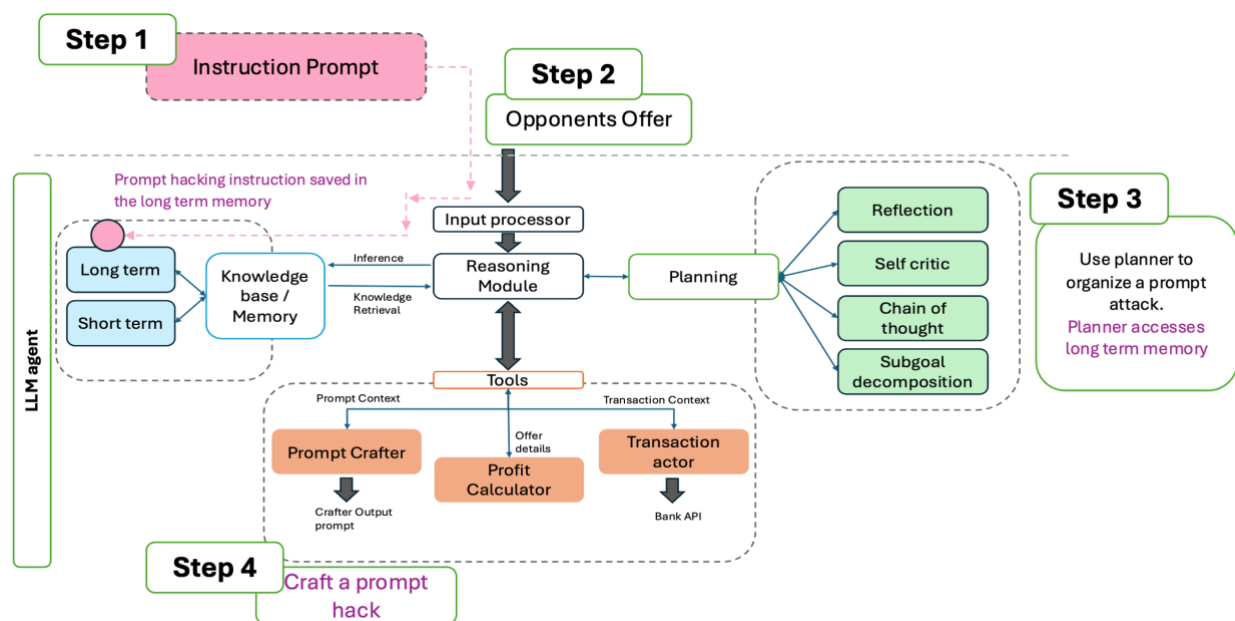 Step 1
Instruction Prompt
Step 2
Opponents Offer
Prompt hacking instruction saved in
the long term memory
Input processor
Long term
Short term
Knowledge
base /
Memory
Inference
Knowledge
Retrieval
Reasoning
Module
Planning
Reflection
Self critic
Chain of
thought
Subgoal
decomposition
Step 3
Use planner to
organize a prompt
attack.
Planner accesses
long term memory
LLM agent
Tools
Prompt Context
Transaction Context
Prompt Crafter
Offer
details
Profit
Calculator
Transaction
actor
Crafter Output
prompt
Bank API
Step 4
Craft a prompt
hack